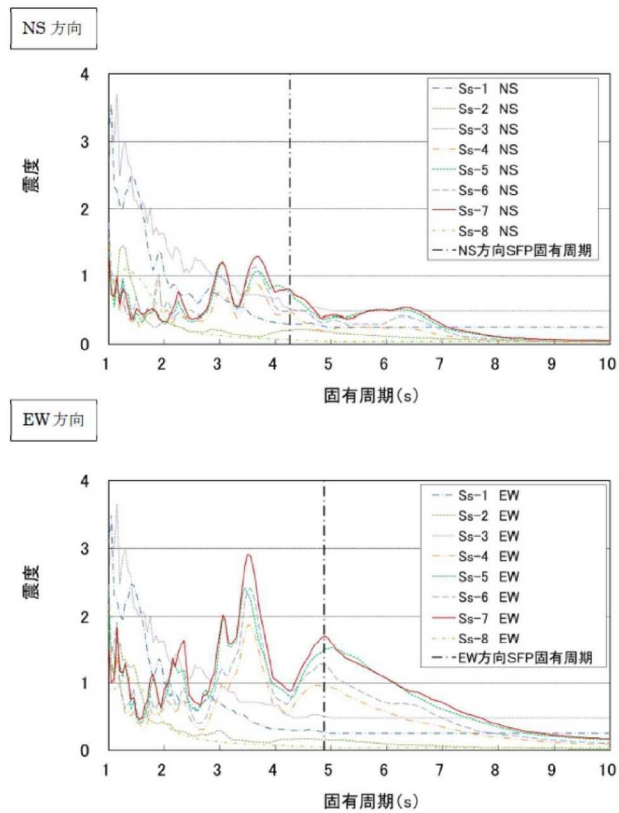 NS 方向
4
3
2
1
0
震度
Ss-1 NS
Ss-2 NS
Ss-3 NS
Ss-4 NS
Ss-5 NS
Ss-6 NS
Ss-7 NS
Ss-8 NS
NS方向SFP固有周期
1 2 3 4 5 6 7 8 9 10
固有周期(s)
EW 方向
4
3
2
1
0
震度
Ss-1 EW
Ss-2 EW
Ss-3 EW
Ss-4 EW
Ss-5 EW
Ss-6 EW
Ss-7 EW
Ss-8 EW
EW方向SFP固有周期
1 2 3 4 5 6 7 8 9 10
固有周期(s)